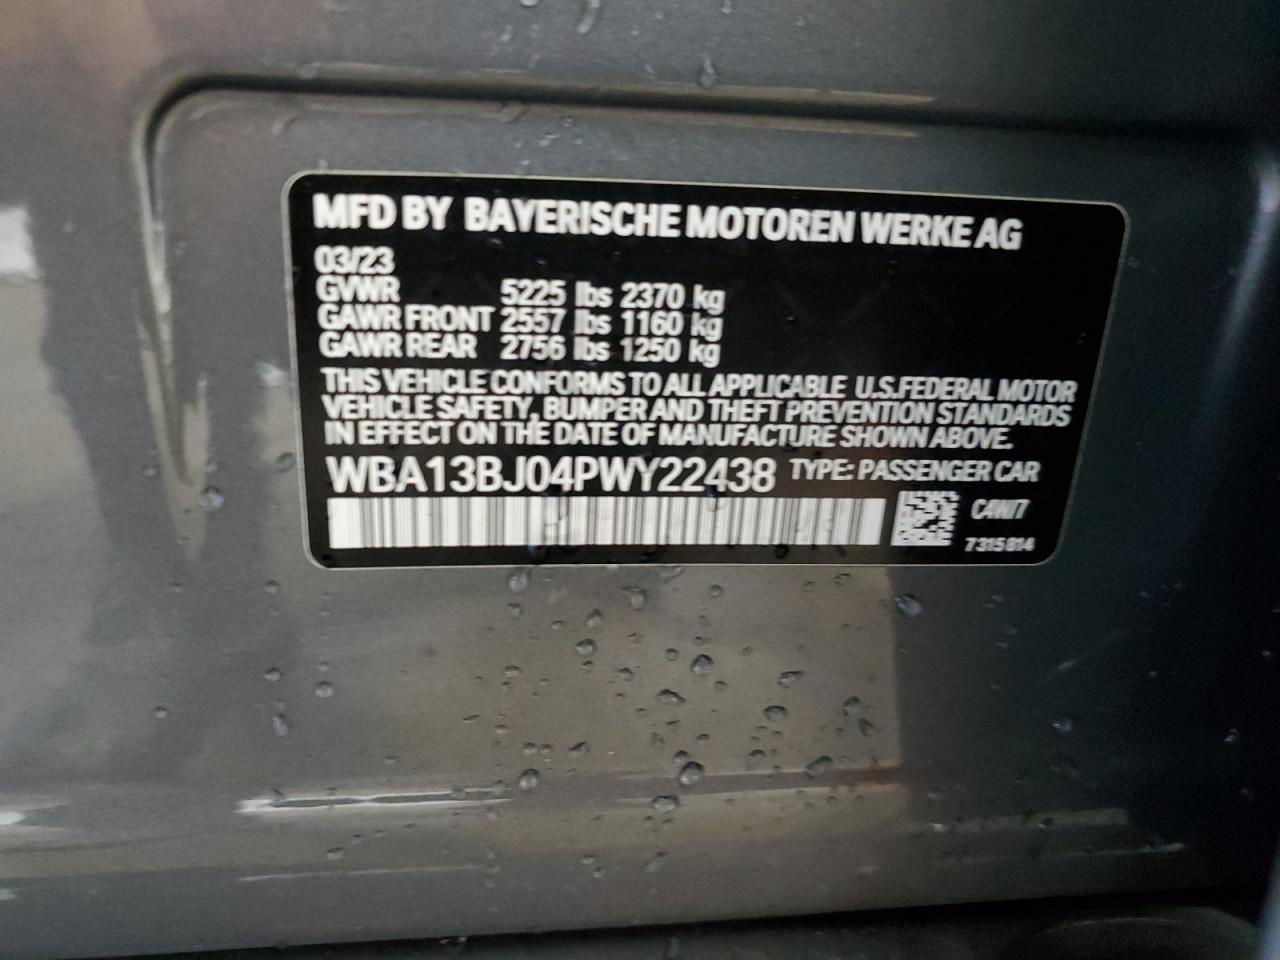 MFD BY BAYERISCHE MOTOREN WERKE AG
03/23
GVWR 5225 lbs 2370 kg
GAWR FRONT 2557 lbs 1160 kg
GAWR REAR 2756 lbs 1250 kg
THIS VEHICLE CONFORMS TO ALL APPLICABLE U.S.FEDERAL MOTOR
VEHICLE SAFETY, BUMPER AND THEFT PREVENTION STANDARDS
IN EFFECT ON THE DATE OF MANUFACTURE SHOWN ABOVE.
WBA13BJ04PWY22438 TYPE: PASSENGER CAR
7315814